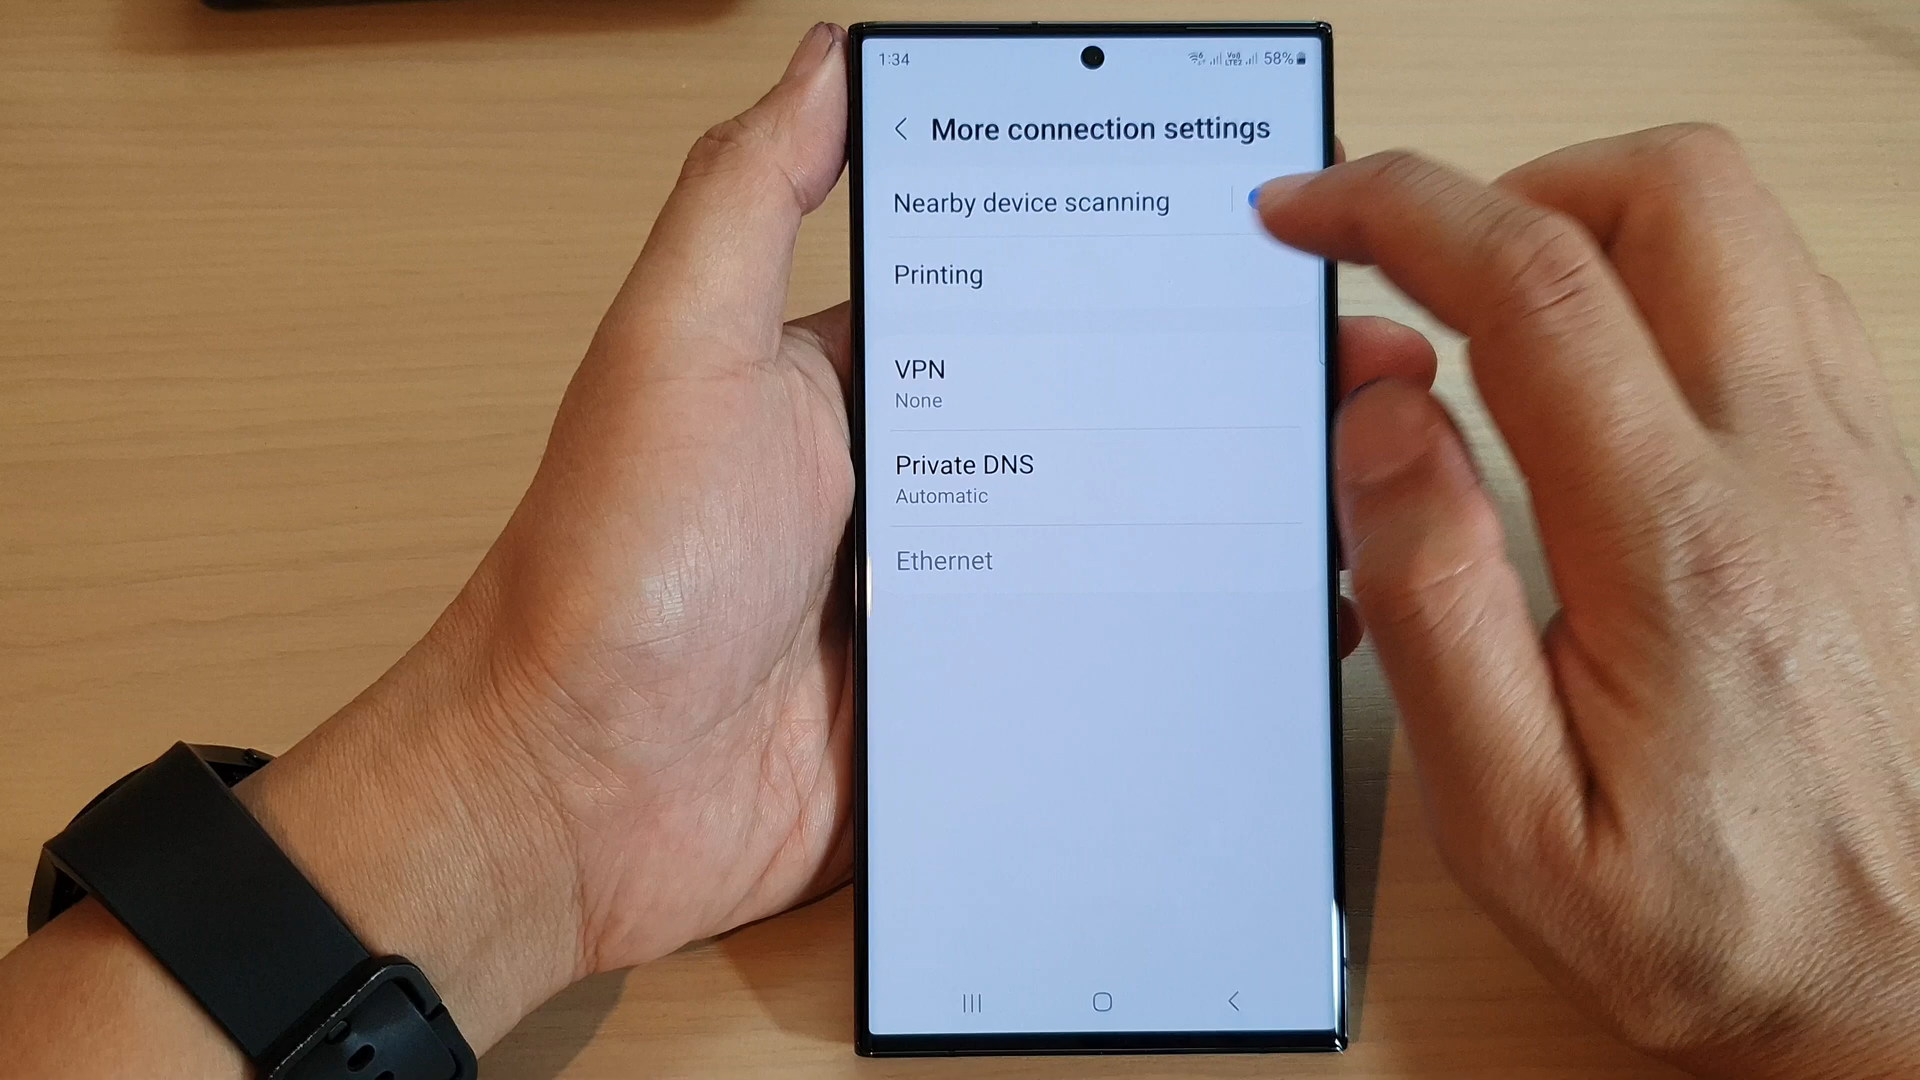 1:34
58%
More connection settings
Nearby device scanning
Printing
VPN
None
Private DNS
Automatic
Ethernet